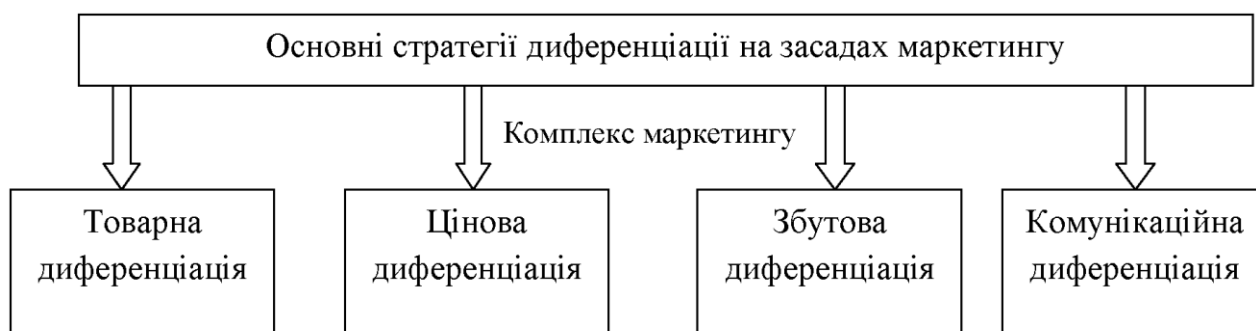 Основні стратегії диференціації на засадах маркетингу
Комплекс маркетингу
Товарна
диференціація
Цінова
диференціація
Збутова
диференціація
Комунікаційна
диференціація